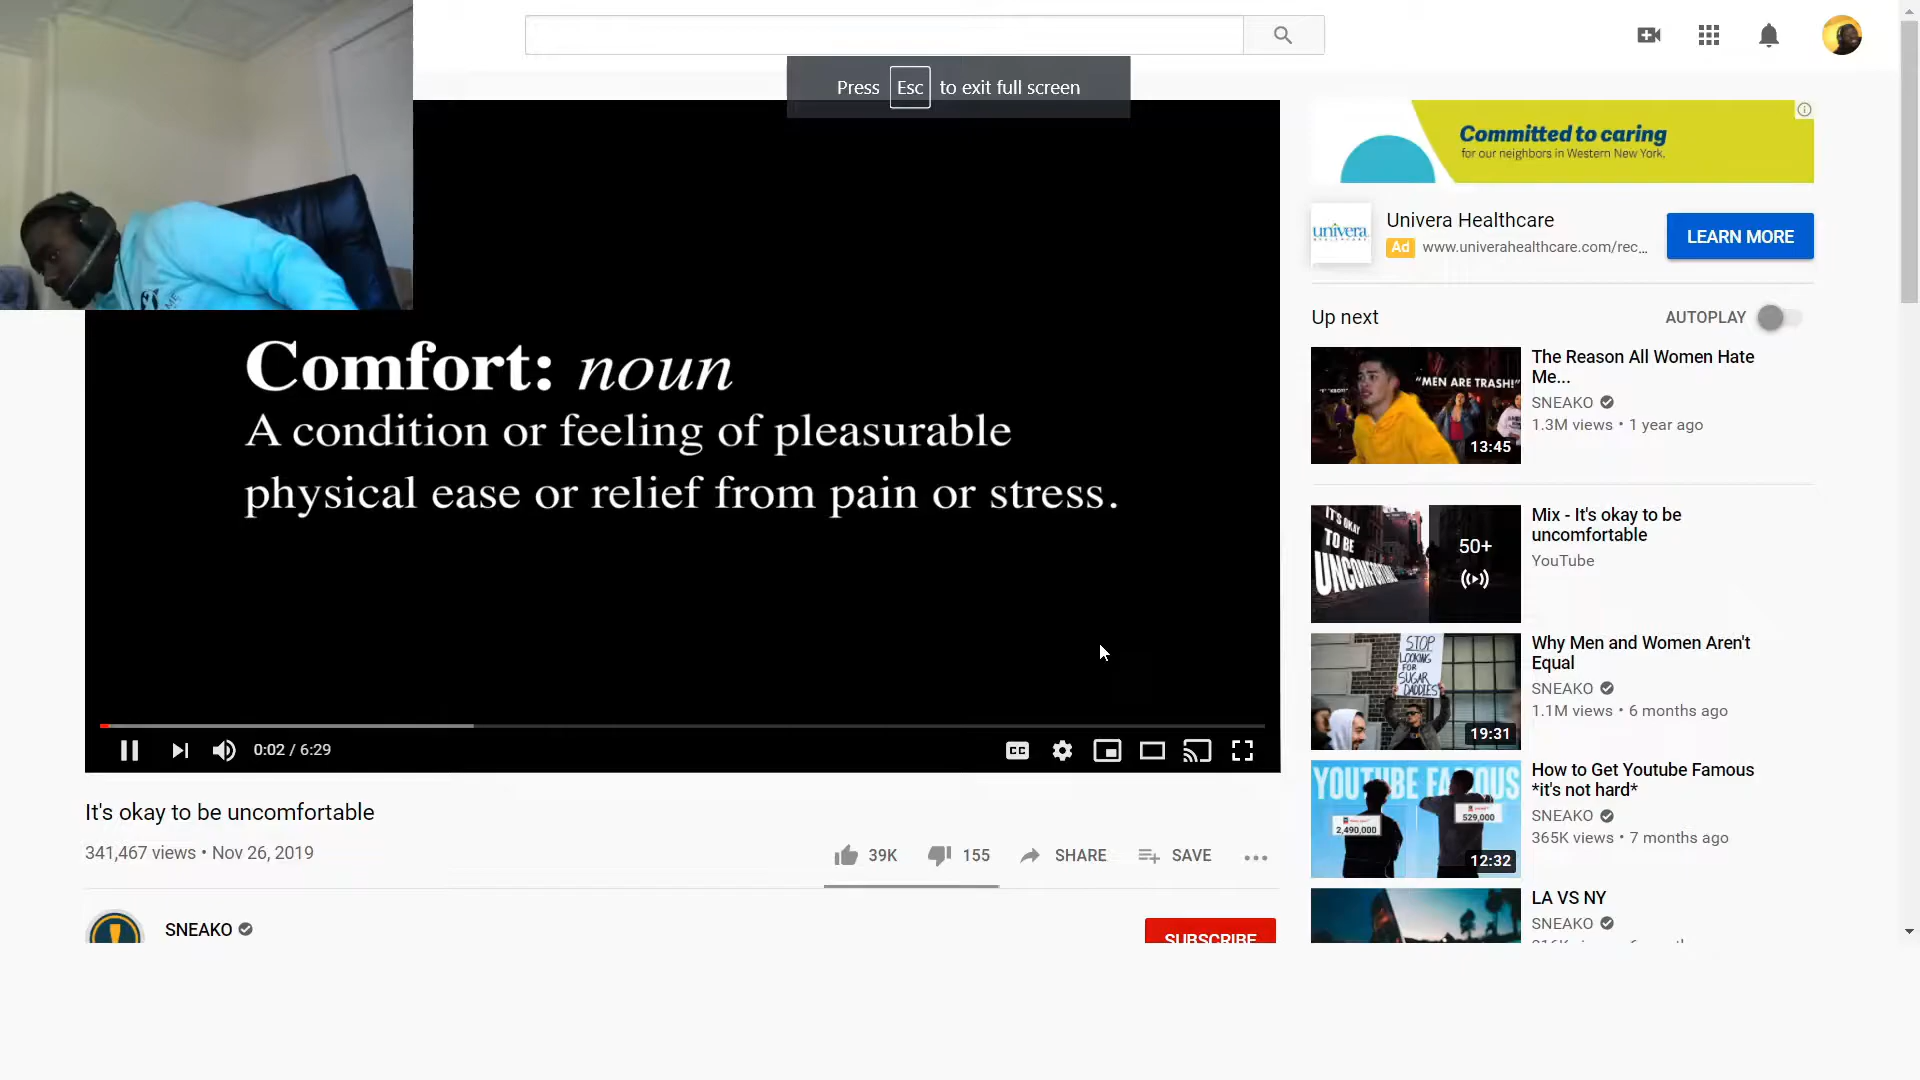 Press Esc to exit full screen
Comfort: noun
A condition or feeling of pleasurable
physical ease or relief from pain or stress.
CC
0:02 / 6:29
It's okay to be uncomfortable
341,467 views • Nov 26, 2019
39K
155
SHARE
SAVE
SNEAKO
SUBSCRIBE
Committed to caring
for our neighbors in Western New York.
univera
HEALTHCARE
Univera Healthcare
Ad www.univerahealthcare.com/rec...
LEARN MORE
Up next
AUTOPLAY
"MEN ARE TRASH!"
13:45
The Reason All Women Hate
Me...
SNEAKO
1.3M views • 1 year ago
IT'S OKAY
TO BE
UNCOMFORTABLE
50+
Mix - It's okay to be
uncomfortable
YouTube
STOP
LOOKING
FOR
SUGAR
DADDIES
19:31
Why Men and Women Aren't
Equal
SNEAKO
1.1M views • 6 months ago
YOUTUBE FAMOUS
2,490,000
529,000
12:32
How to Get Youtube Famous
*it's not hard*
SNEAKO
365K views • 7 months ago
LA VS NY
SNEAKO